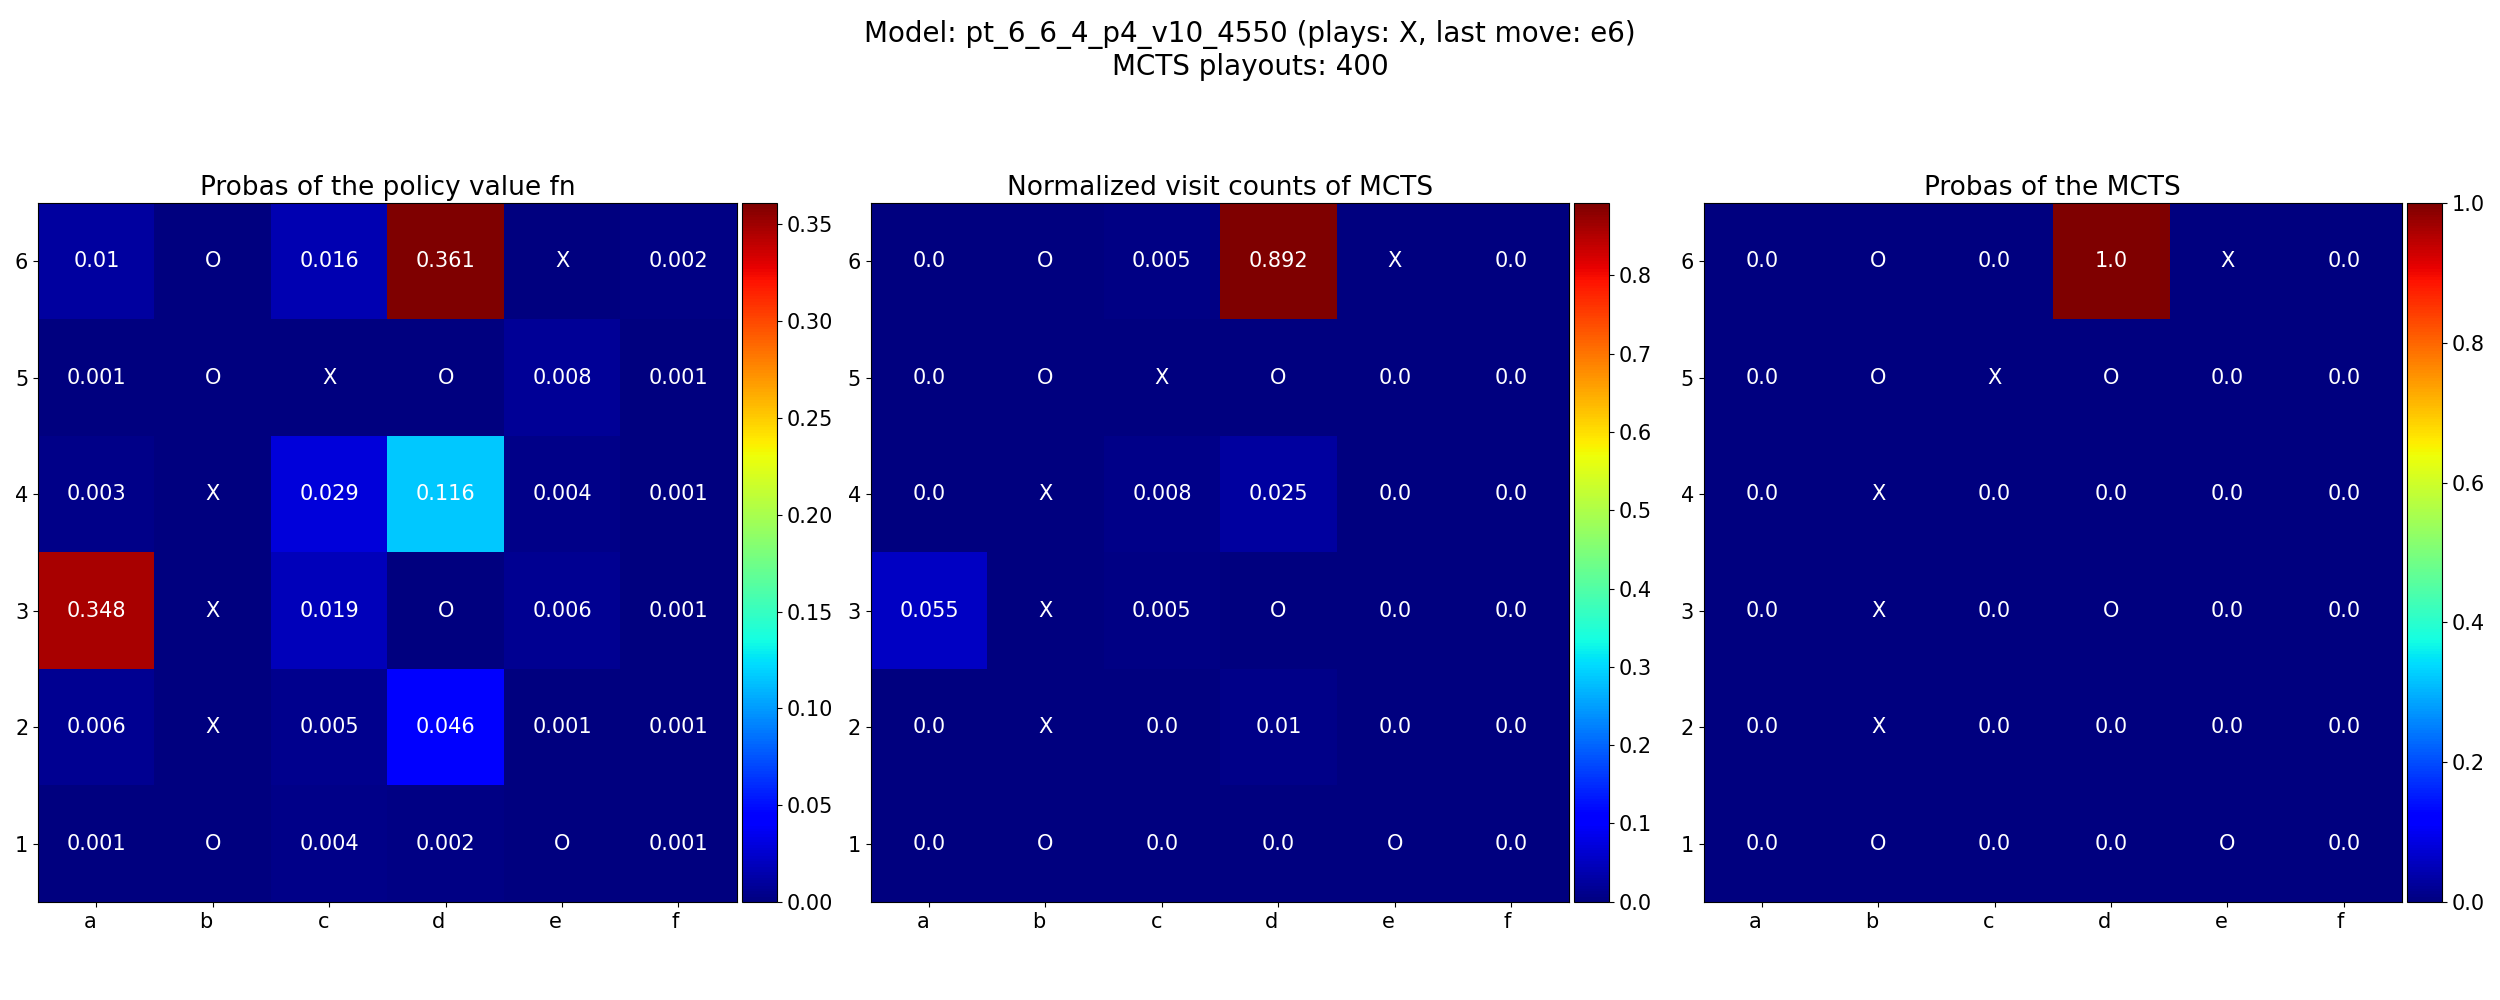 Model: pt_6_6_4_p4_v10_4550 (plays: X, last move: e6)
MCTS playouts: 400
Probas of the policy value fn
6 0.01 O 0.016 0.361 X 0.002
5 0.001 O X O 0.008 0.001
4 0.003 X 0.029 0.116 0.004 0.001
3 0.348 X 0.019 O 0.006 0.001
2 0.006 X 0.005 0.046 0.001 0.001
1 0.001 O 0.004 0.002 O 0.001
a b c d e f
0.35
0.30
0.25
0.20
0.15
0.10
0.05
0.00
Normalized visit counts of MCTS
6 0.0 O 0.005 0.892 X 0.0
5 0.0 O X O 0.0 0.0
4 0.0 X 0.008 0.025 0.0 0.0
3 0.055 X 0.005 O 0.0 0.0
2 0.0 X 0.0 0.01 0.0 0.0
1 0.0 O 0.0 0.0 O 0.0
a b c d e f
0.8
0.7
0.6
0.5
0.4
0.3
0.2
0.1
0.0
Probas of the MCTS
6 0.0 O 0.0 1.0 X 0.0
5 0.0 O X O 0.0 0.0
4 0.0 X 0.0 0.0 0.0 0.0
3 0.0 X 0.0 O 0.0 0.0
2 0.0 X 0.0 0.0 0.0 0.0
1 0.0 O 0.0 0.0 O 0.0
a b c d e f
1.0
0.8
0.6
0.4
0.2
0.0